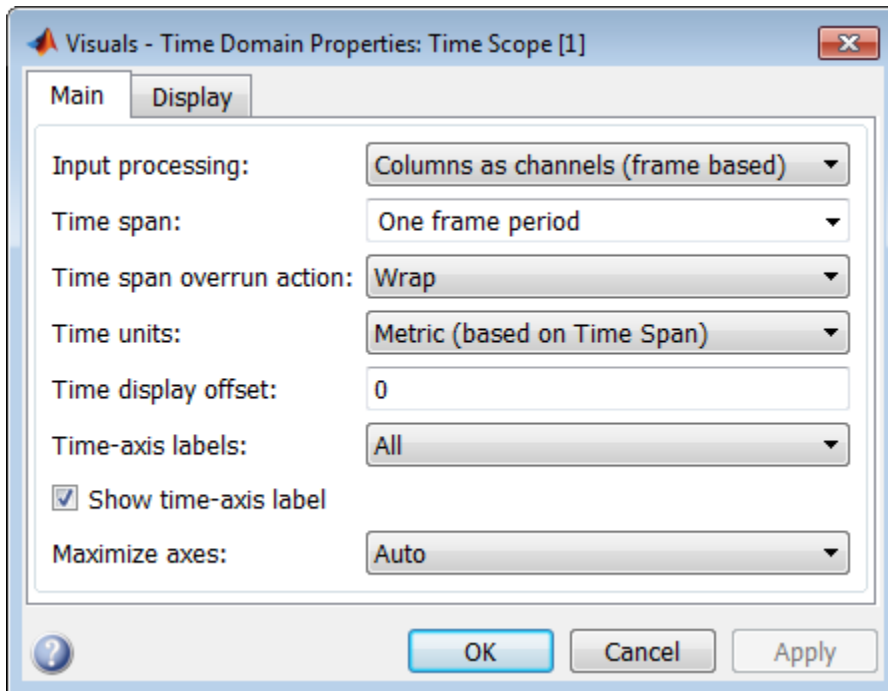 Visuals - Time Domain Properties: Time Scope [1]
Main Display
Input processing: Columns as channels (frame based)
Time span: One frame period
Time span overrun action: Wrap
Time units: Metric (based on Time Span)
Time display offset: 0
Time-axis labels: All
Show time-axis label
Maximize axes: Auto
? OK Cancel Apply